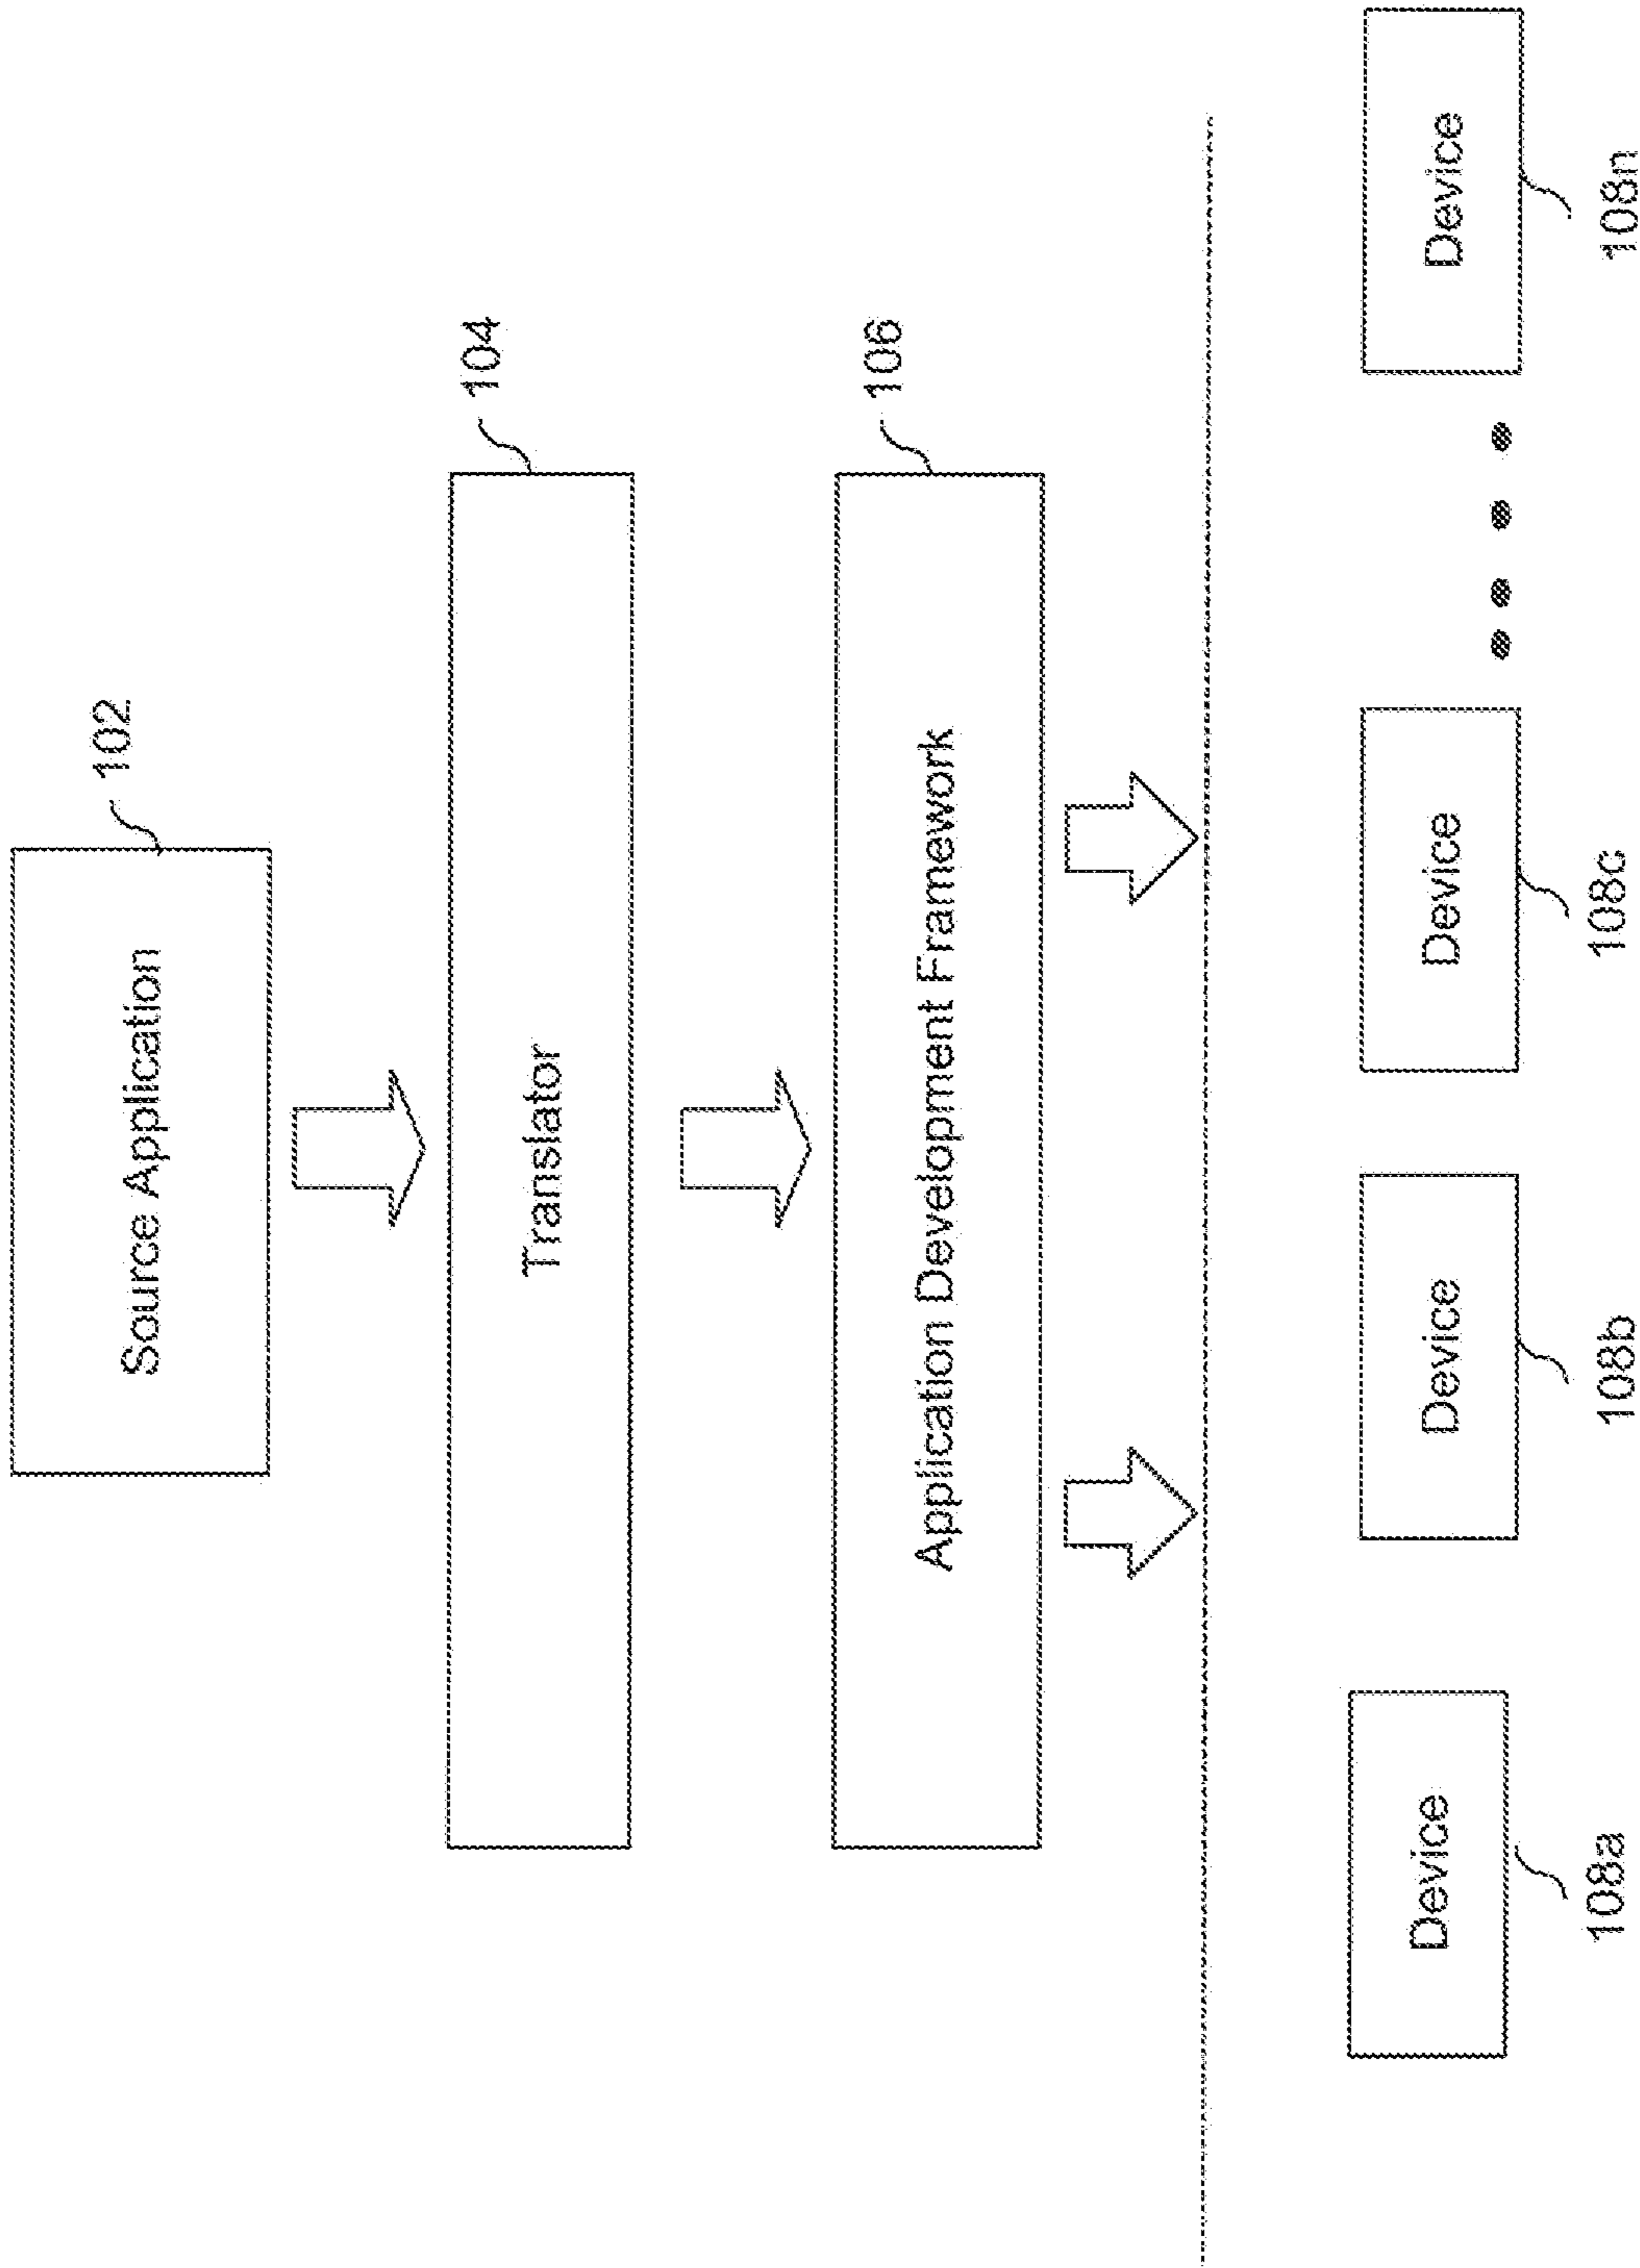 Source Application
102
Translator
104
Application Development Framework
106
Device
Device
Device
Device
108a
108b
108c
108n